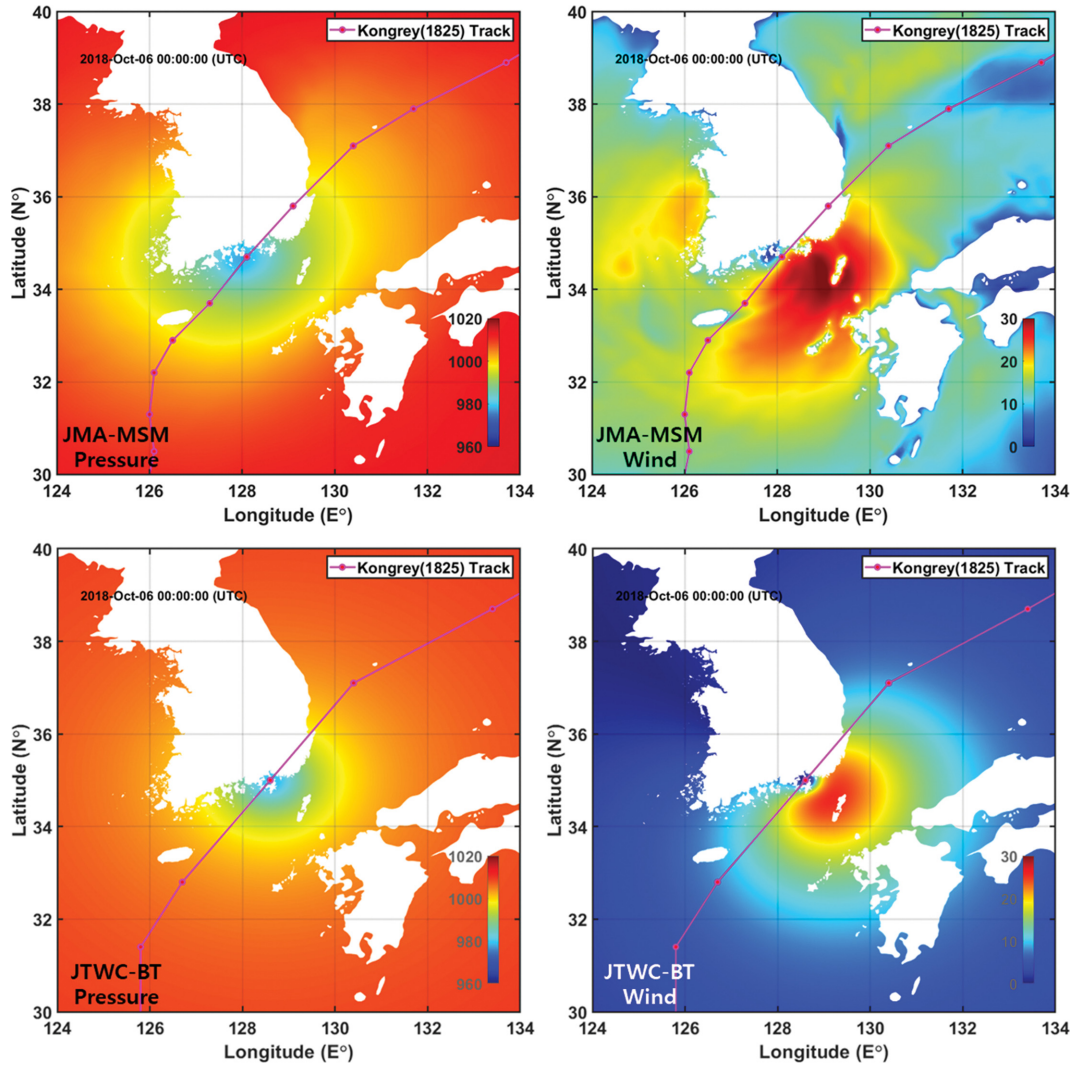 40
38
36
34
32
30
Latitude (N°)
Kongrey(1825) Track
2018-Oct-06 00:00:00 (UTC)
1020
1000
980
960
JMA-MSM
Pressure
124
126
128
130
132
134
Longitude (E°)
40
38
36
34
32
30
Latitude (N°)
Kongrey(1825) Track
2018-Oct-06 00:00:00 (UTC)
30
20
10
0
JMA-MSM
Wind
124
126
128
130
132
134
Longitude (E°)
40
38
36
34
32
30
Latitude (N°)
Kongrey(1825) Track
2018-Oct-06 00:00:00 (UTC)
1020
1000
980
960
JTWC-BT
Pressure
124
126
128
130
132
134
Longitude (E°)
40
38
36
34
32
30
Latitude (N°)
Kongrey(1825) Track
2018-Oct-06 00:00:00 (UTC)
30
20
10
0
JTWC-BT
Wind
124
126
128
130
132
134
Longitude (E°)